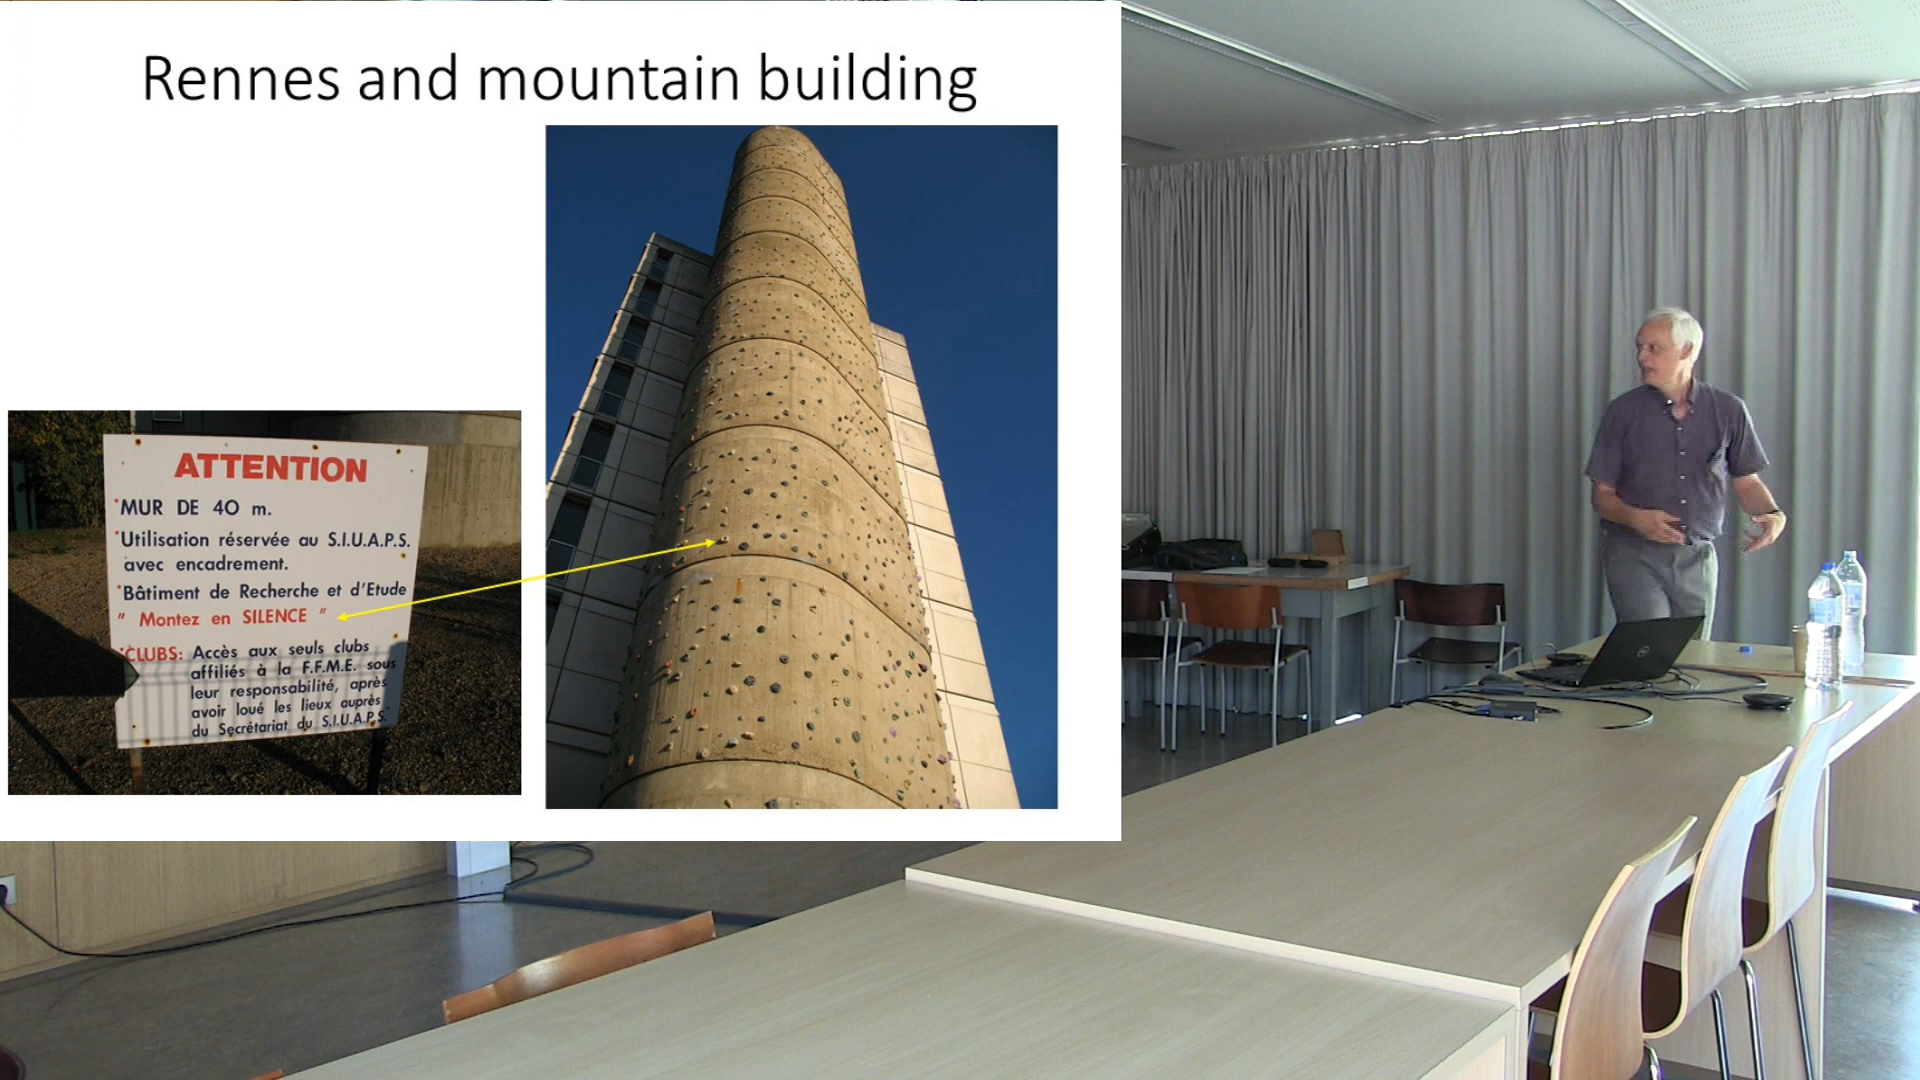 Rennes and mountain building
ATTENTION
*MUR DE 40 m.
*Utilisation réservée au S.I.U.A.P.S.
avec encadrement.
*Bâtiment de Recherche et d'Etude
" Montez en SILENCE "
*CLUBS: Accès aux seuls clubs
affiliés à la F.F.M.E. sous
leur responsabilité, après
avoir loué les lieux auprès
du Secrétariat du S.I.U.A.P.S.